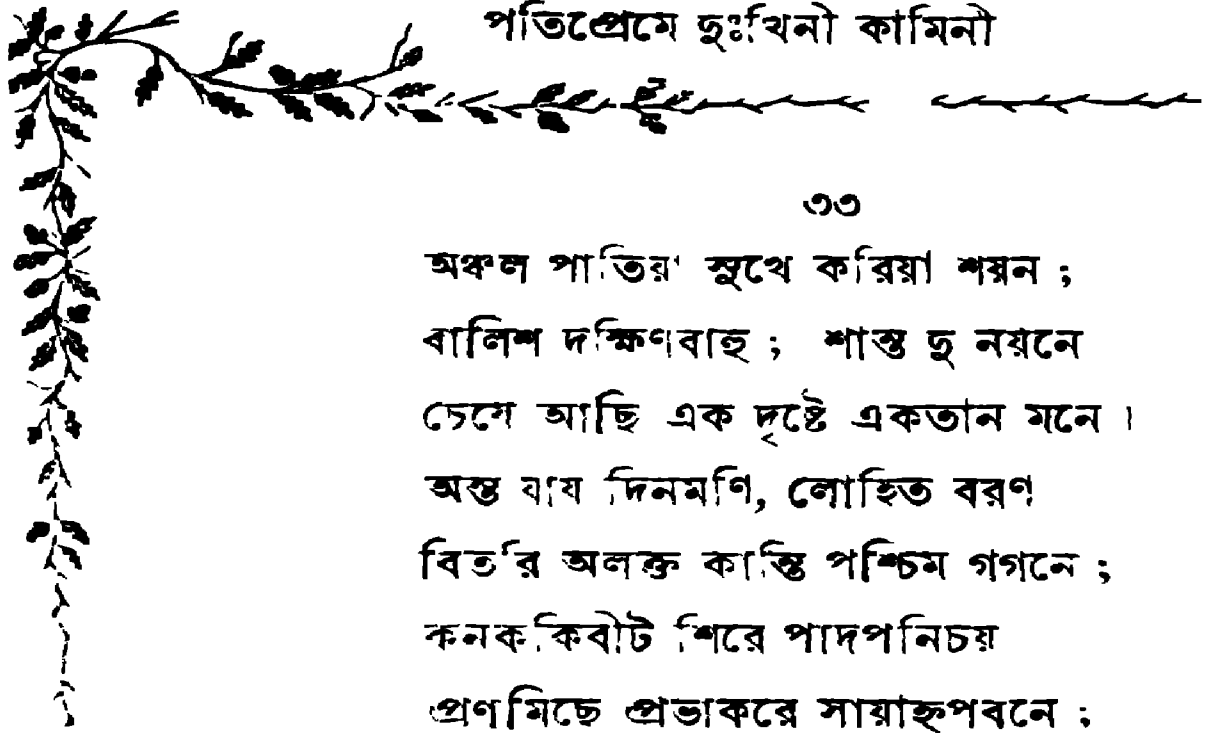 পতিপ্রেমে দুঃখিনী কামিনী
৩৩
অঞ্চল পাতিয়া সুখে করিয়া শয়ন ;
বালিশ দক্ষিণবাহু ; শান্ত দু নয়নে
চেয়ে আছি এক দৃষ্টে একতান মনে ।
অস্ত যায় দিনমণি, লোহিত বরণ
বিতরি অলক্ত কান্তি পশ্চিম গগনে ;
কনক কিরীট শিরে পাদপনিচয়
প্রণমিছে প্রভাকরে সায়াহ্নপবনে ;